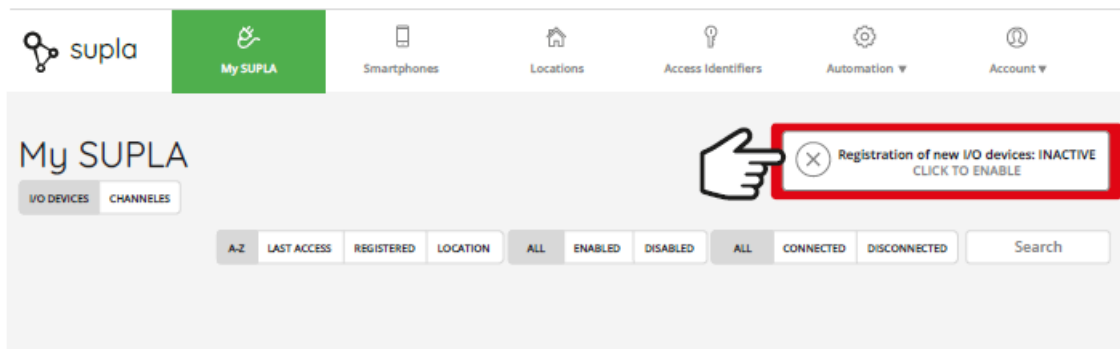 supla
My SUPLA
Smartphones
Locations
Access Identifiers
Automation ▼
Account ▼
My SUPLA
Registration of new I/O devices: INACTIVE
CLICK TO ENABLE
I/O DEVICES CHANNELES
A-Z LAST ACCESS REGISTERED LOCATION ALL ENABLED DISABLED ALL CONNECTED DISCONNECTED Search